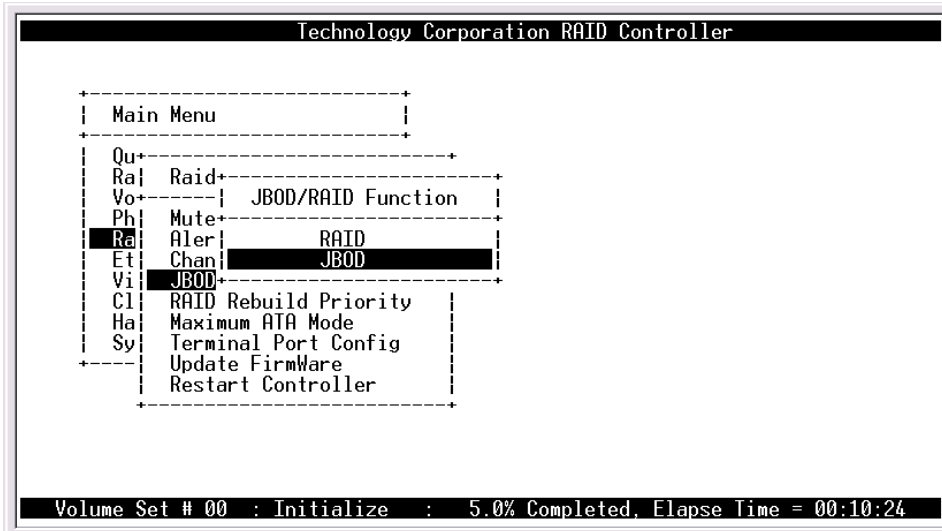 Technology Corporation RAID Controller
Main Menu
Qu
Ra Raid
Vo JBOD/RAID Function
Ph Mute
Ra Aler RAID
Et Chan JBOD
Vi JBOD
Cl RAID Rebuild Priority
Ha Maximum ATA Mode
Sy Terminal Port Config
Update FirmWare
Restart Controller
Volume Set # 00 : Initialize : 5.0% Completed, Elapse Time = 00:10:24